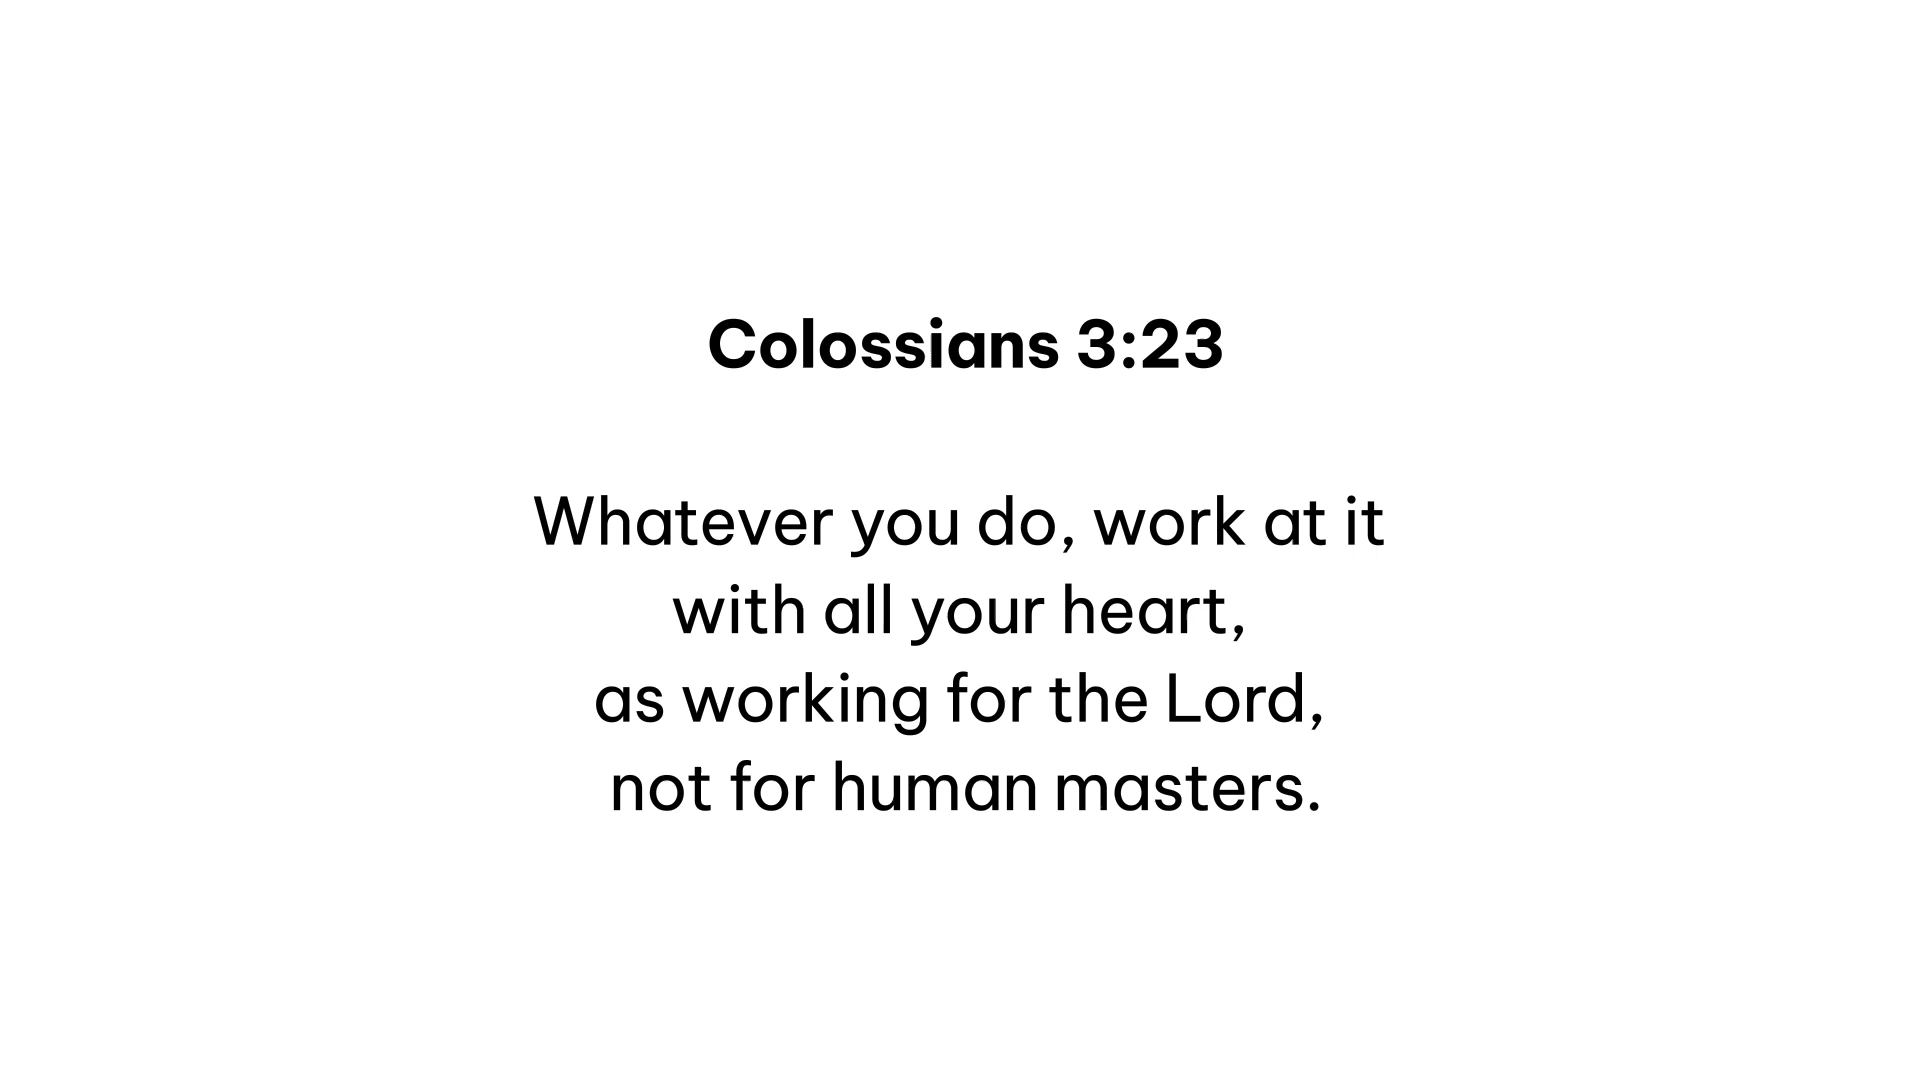 Colossians 3:23
Whatever you do, work at it
with all your heart,
as working for the Lord,
not for human masters.